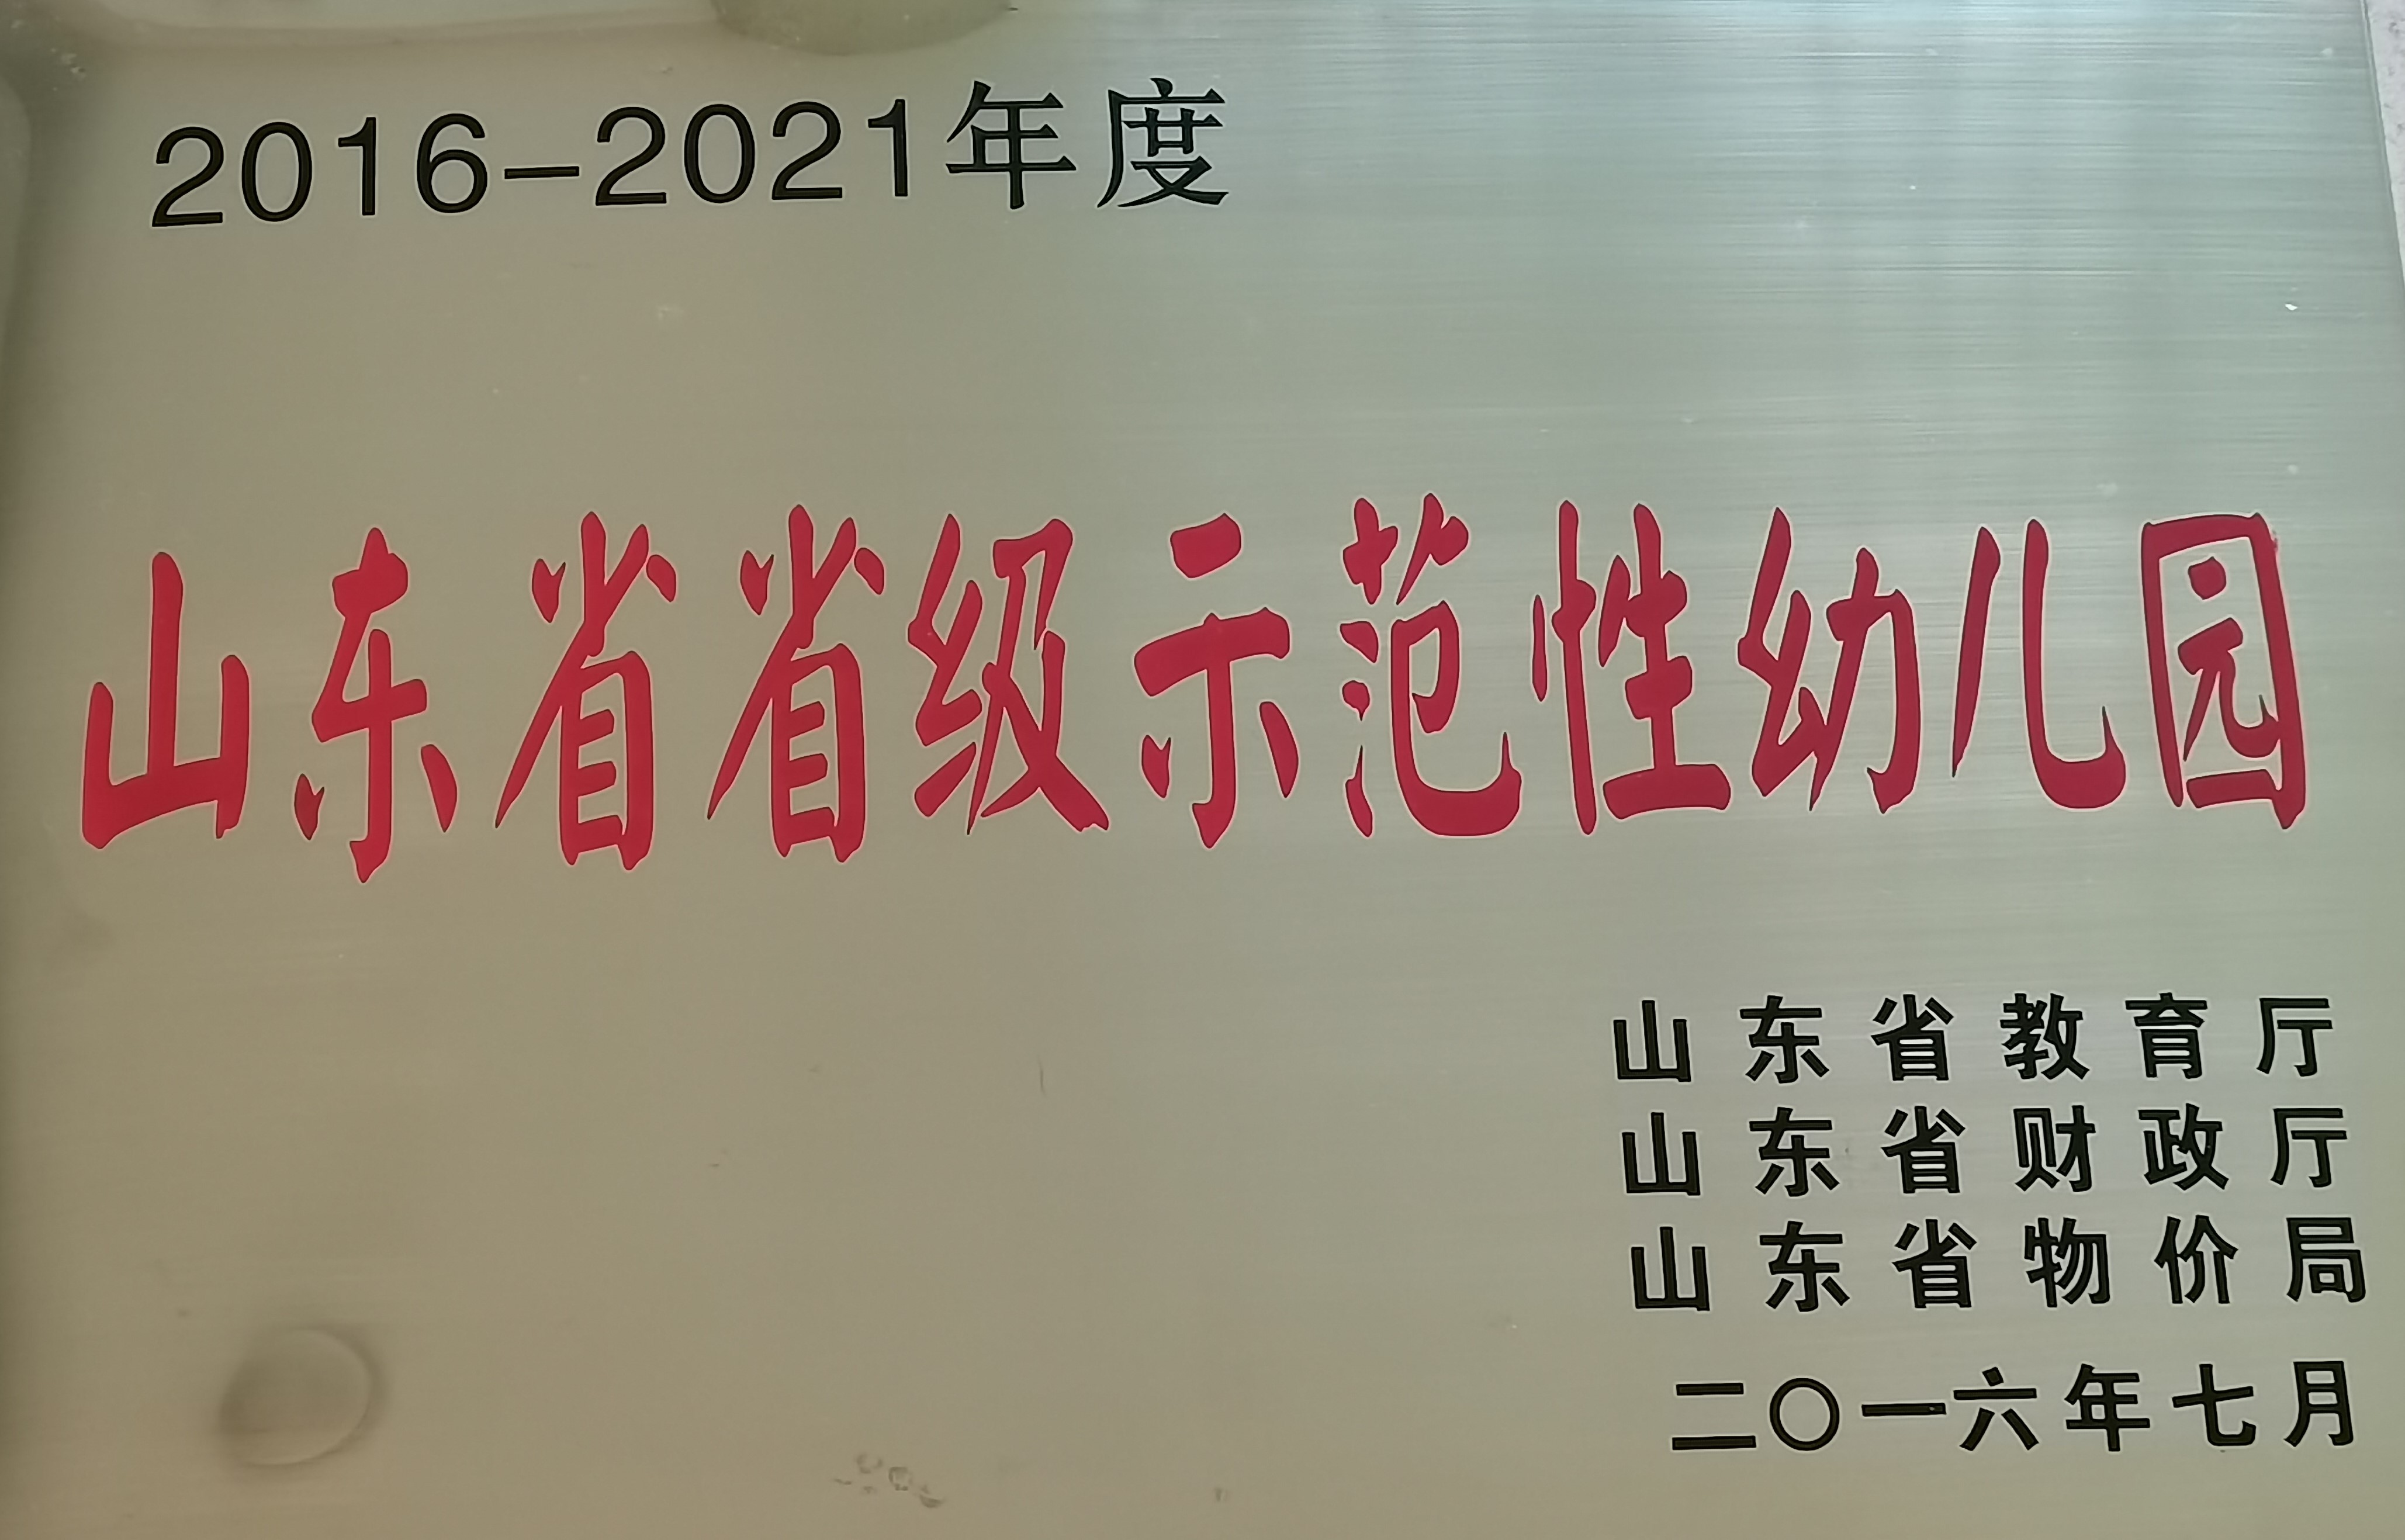 2016-2021年度
山东省省级示范性幼儿园
山东省教育厅
山东省财政厅
山东省物价局
二〇一六年七月